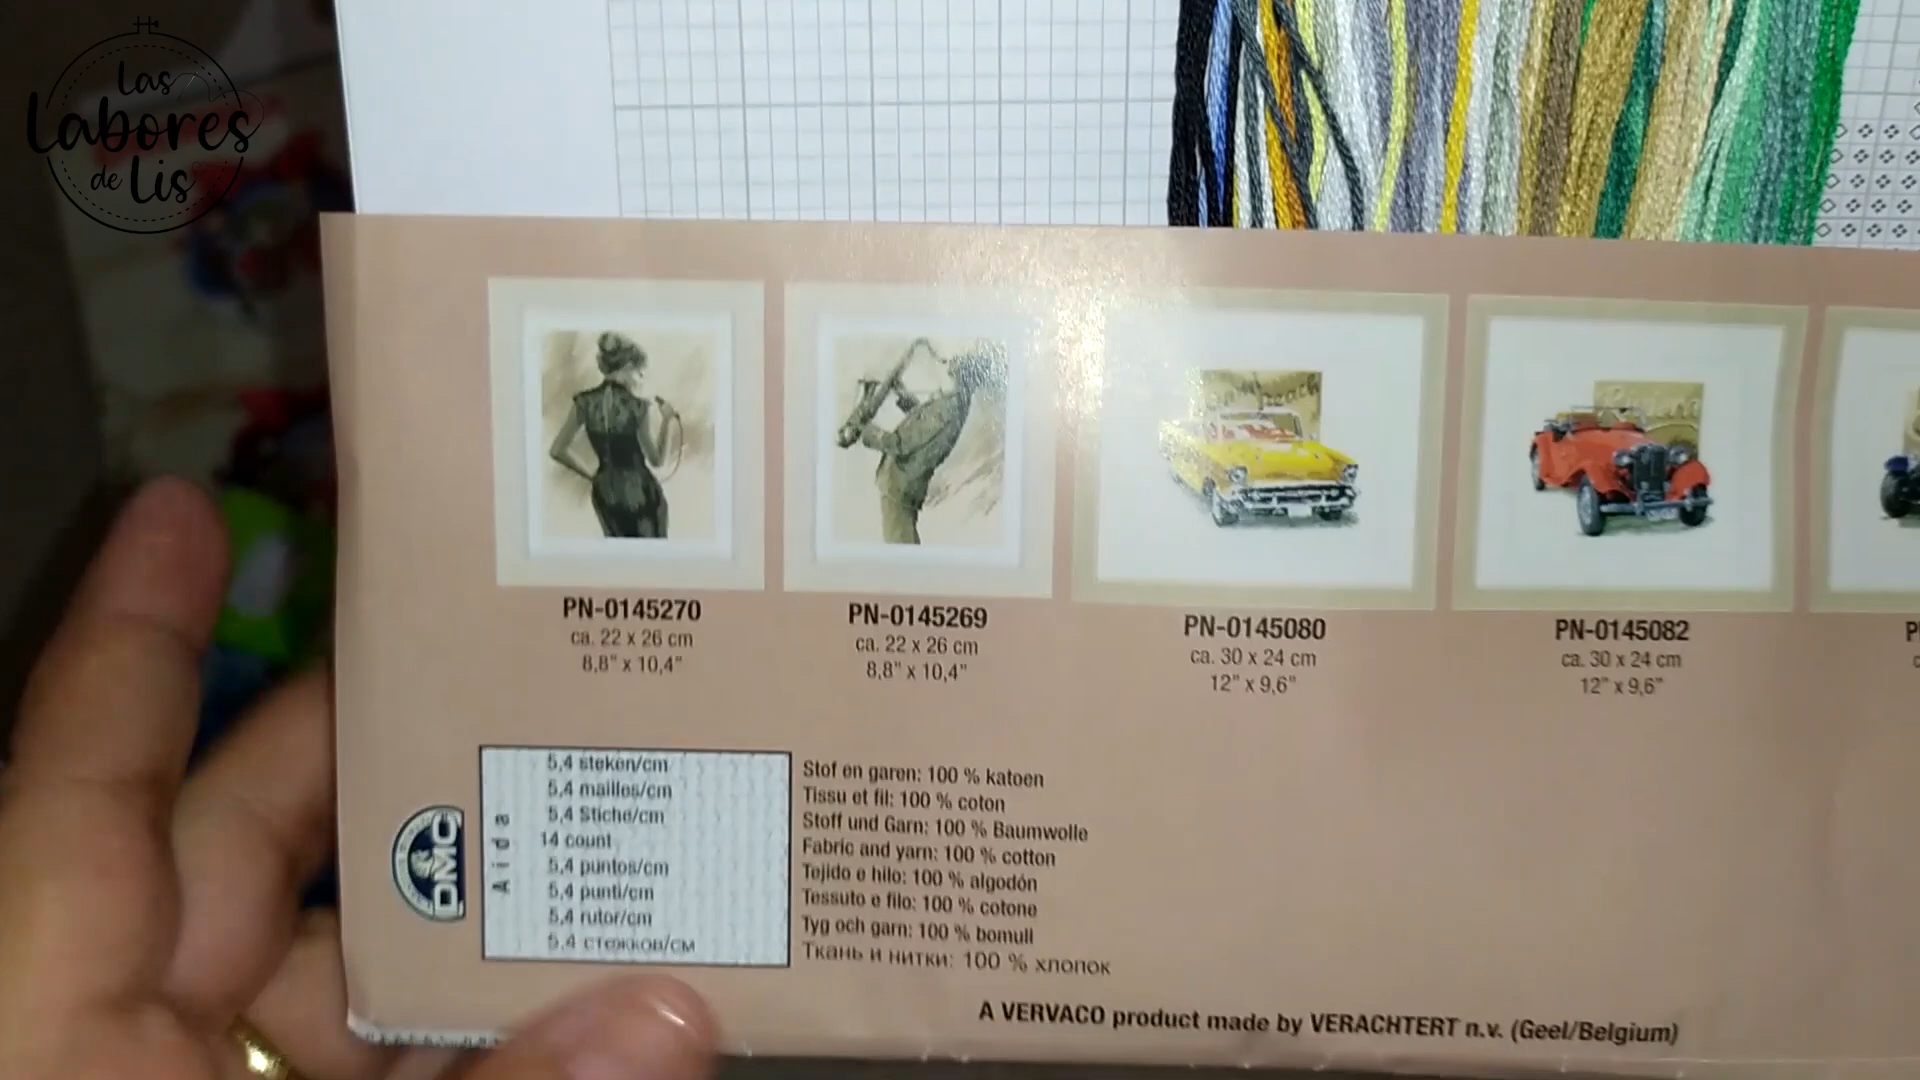 Las
Labores
de Lis
PN-0145270
ca. 22 x 26 cm
8,8" x 10,4"
PN-0145269
ca. 22 x 26 cm
8,8" x 10,4"
PN-0145080
ca. 30 x 24 cm
12" x 9,6"
PN-0145082
ca. 30 x 24 cm
12" x 9,6"
DMC
Aida
5,4 steken/cm
5,4 mailles/cm
5,4 Stiche/cm
14 count
5,4 puntos/cm
5,4 punti/cm
5,4 rutor/cm
5,4 стежков/см
Stof en garen: 100 % katoen
Tissu et fil: 100 % coton
Stoff und Garn: 100 % Baumwolle
Fabric and yarn: 100 % cotton
Tejido e hilo: 100 % algodón
Tessuto e filo: 100 % cotone
Tyg och garn: 100 % bomull
Ткань и нитки: 100 % хлопок
A VERVACO product made by VERACHTERT n.v. (Geel/Belgium)